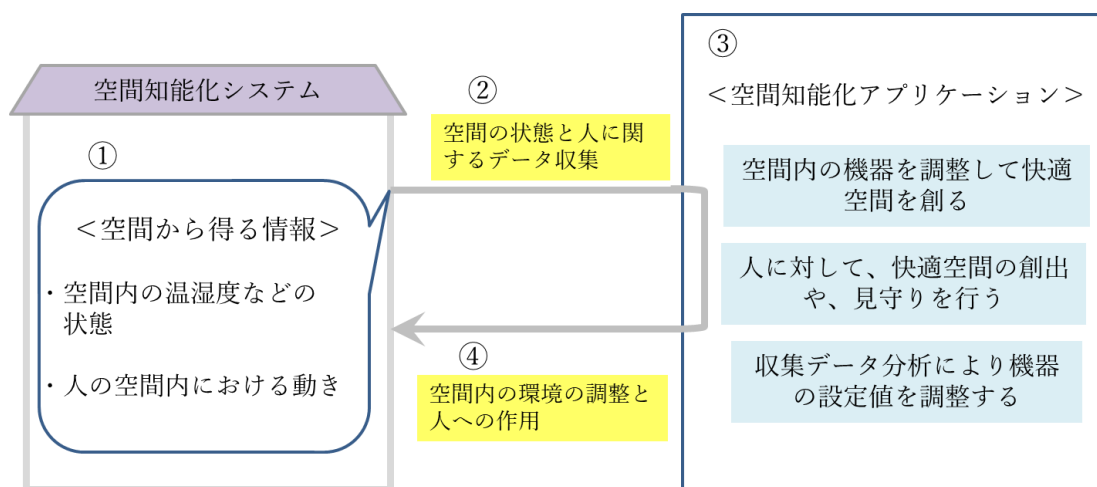 空間知能化システム
①
＜空間から得る情報＞
・空間内の温湿度などの
状態
・人の空間内における動き
②
空間の状態と人に関
するデータ収集
④
空間内の環境の調整と
人への作用
③
＜空間知能化アプリケーション＞
空間内の機器を調整して快適
空間を創る
人に対して、快適空間の創出
や、見守りを行う
収集データ分析により機器
の設定値を調整する